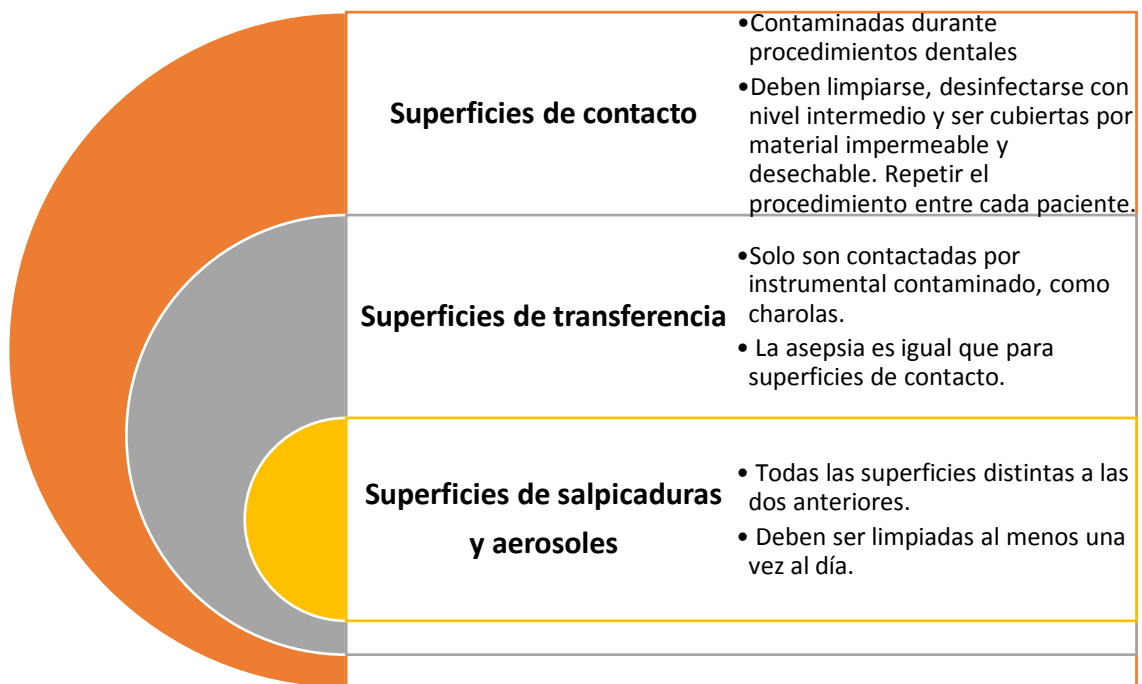 Superficies de contacto
•Contaminadas durante
procedimientos dentales
•Deben limpiarse, desinfectarse con
nivel intermedio y ser cubiertas por
material impermeable y
desechable. Repetir el
procedimiento entre cada paciente.
Superficies de transferencia
•Solo son contactadas por
instrumental contaminado, como
charolas.
• La asepsia es igual que para
superficies de contacto.
Superficies de salpicaduras
y aerosoles
• Todas las superficies distintas a las
dos anteriores.
• Deben ser limpiadas al menos una
vez al día.